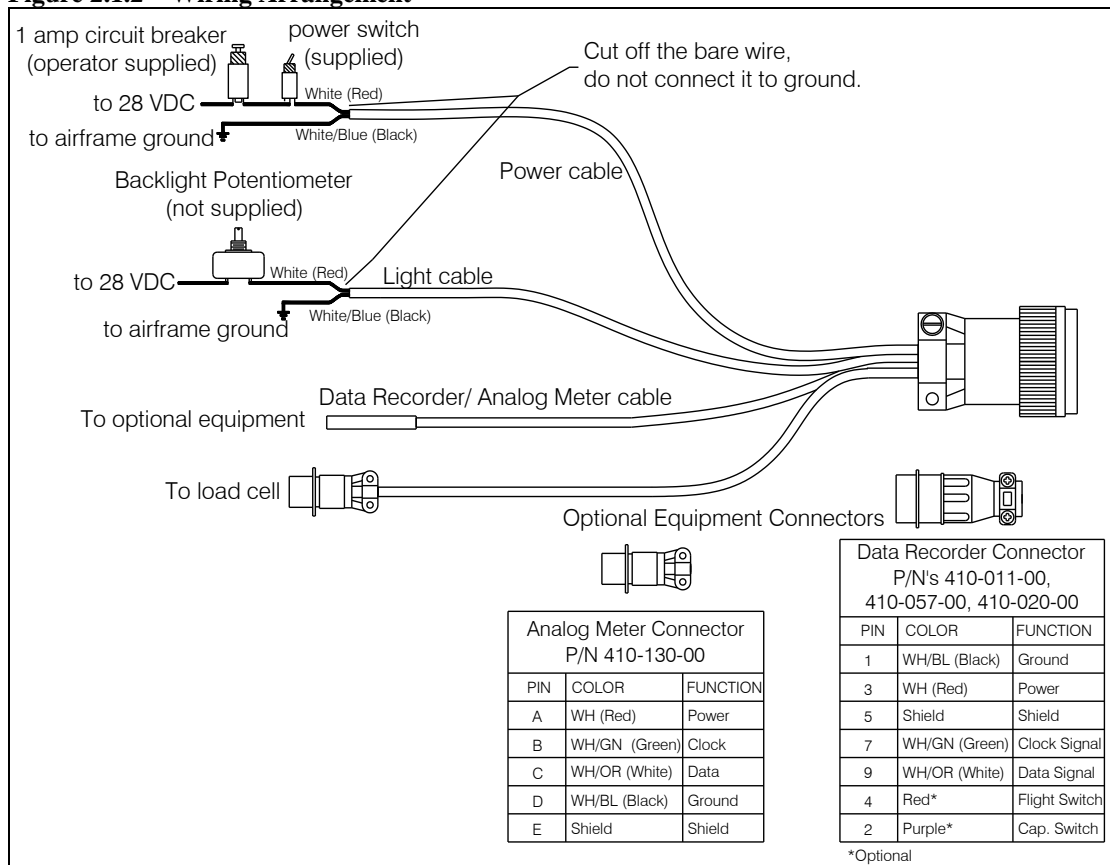 Figure 2.1.2 Wiring Arrangement
1 amp circuit breaker
(operator supplied)
power switch
(supplied)
Cut off the bare wire,
do not connect it to ground.
to 28 VDC
White (Red)
to airframe ground
White/Blue (Black)
Power cable
Backlight Potentiometer
(not supplied)
to 28 VDC
White (Red)
Light cable
to airframe ground
White/Blue (Black)
Data Recorder/ Analog Meter cable
To optional equipment
To load cell
Optional Equipment Connectors
Analog Meter Connector
P/N 410-130-00
PIN COLOR FUNCTION
A WH (Red) Power
B WH/GN (Green) Clock
C WH/OR (White) Data
D WH/BL (Black) Ground
E Shield Shield
Data Recorder Connector
P/N's 410-011-00,
410-057-00, 410-020-00
PIN COLOR FUNCTION
1 WH/BL (Black) Ground
3 WH (Red) Power
5 Shield Shield
7 WH/GN (Green) Clock Signal
9 WH/OR (White) Data Signal
4 Red* Flight Switch
2 Purple* Cap. Switch
*Optional